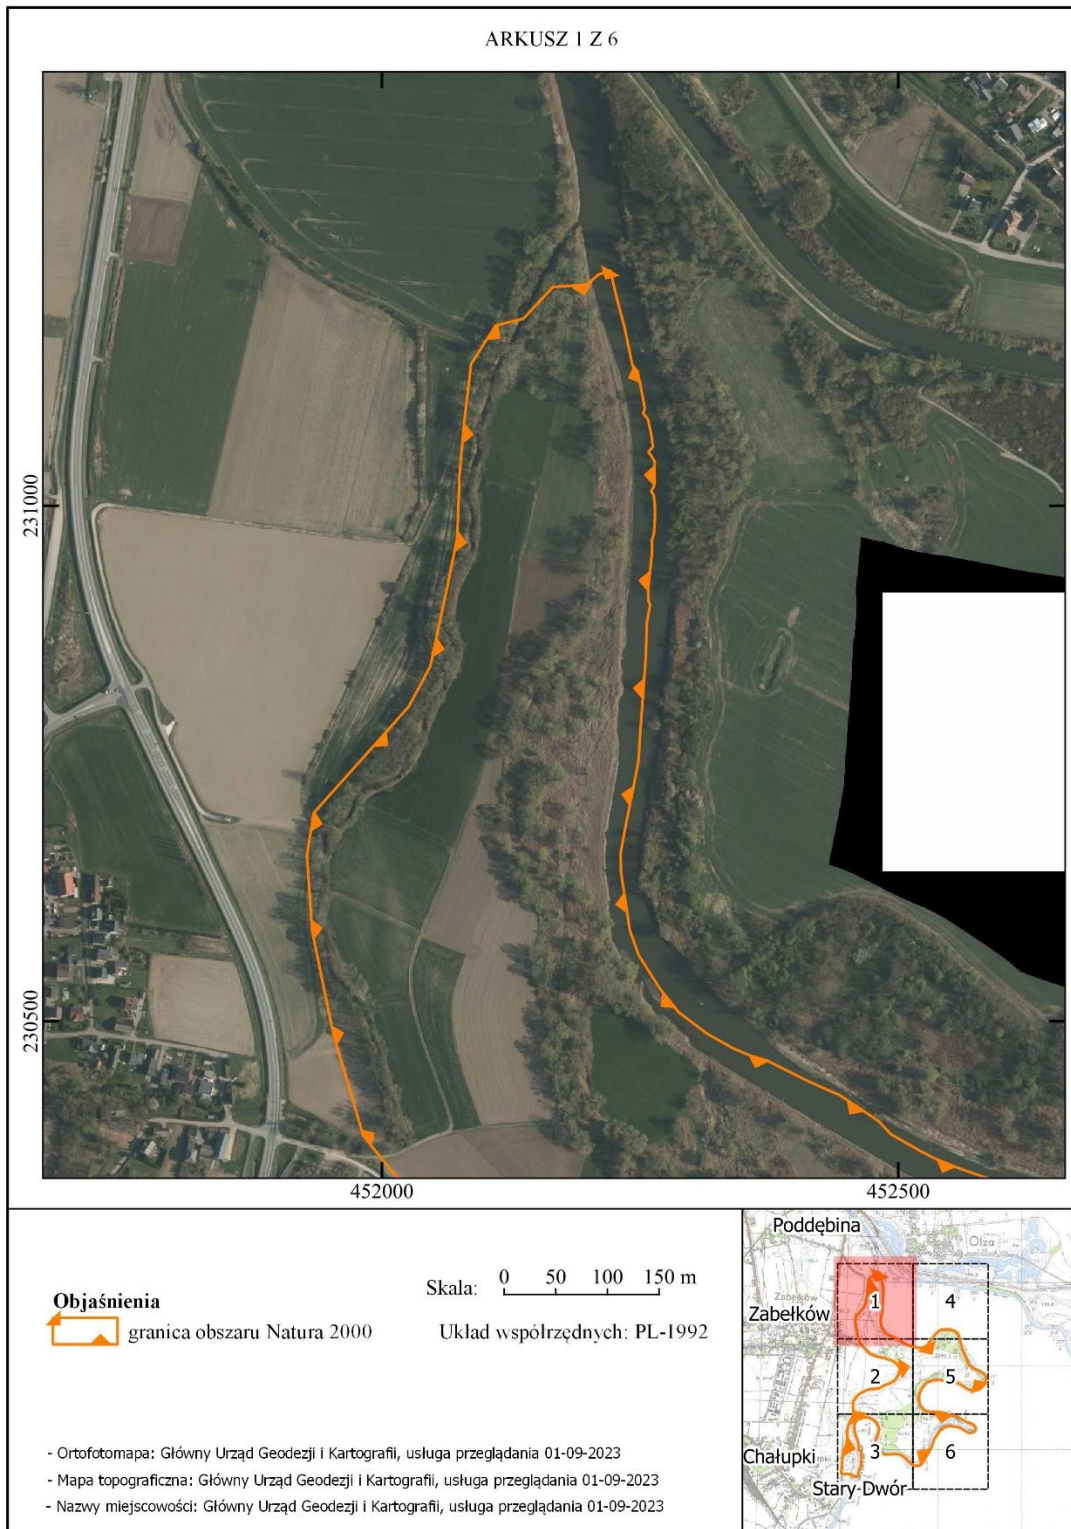 ARKUSZ 1 Z 6
231000
230500
452000
452500
Objaśnienia
granica obszaru Natura 2000
Skala: 0 50 100 150 m
Układ współrzędnych: PL-1992
- Ortofotomapa: Główny Urząd Geodezji i Kartografii, usługa przeglądania 01-09-2023
- Mapa topograficzna: Główny Urząd Geodezji i Kartografii, usługa przeglądania 01-09-2023
- Nazwy miejscowości: Główny Urząd Geodezji i Kartografii, usługa przeglądania 01-09-2023
Poddębina
Olza
Zabełków
Zabełków
1
4
2
5
3
6
Chałupki
Stary Dwór